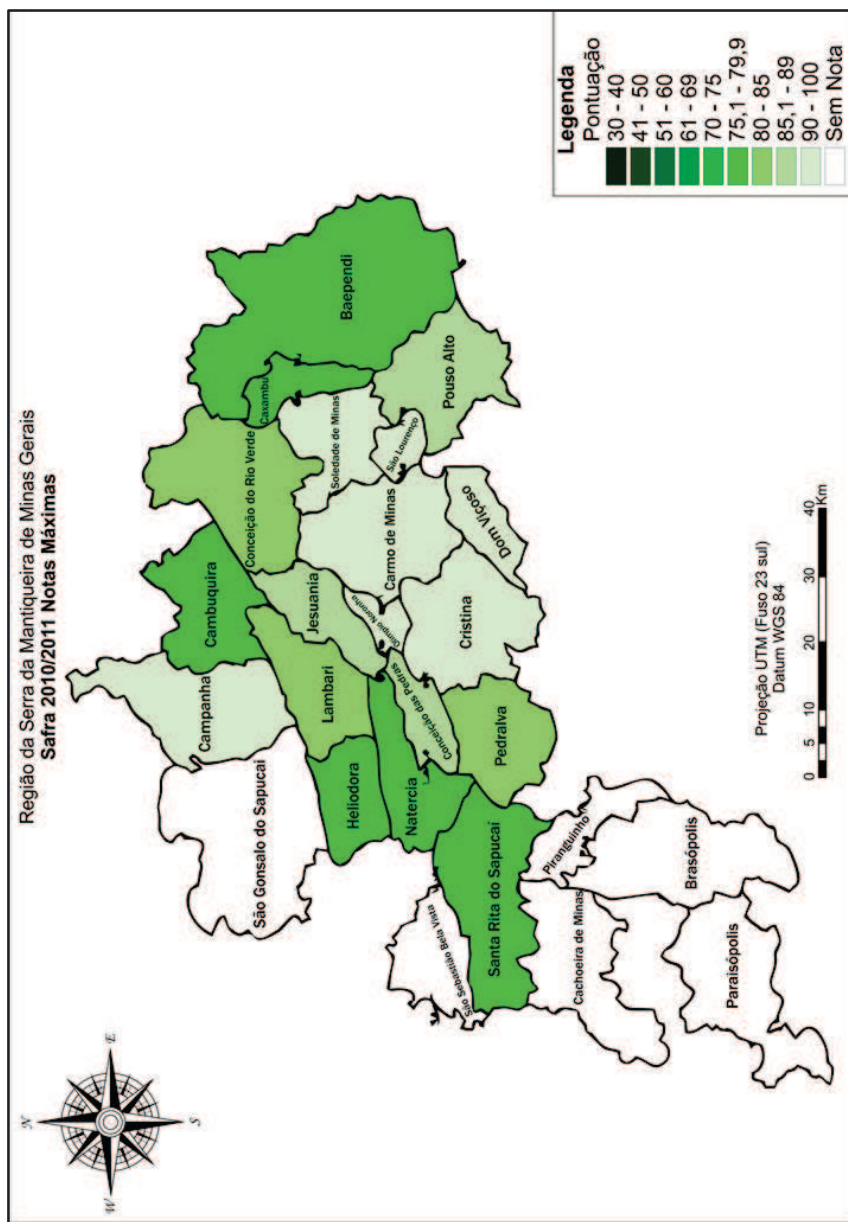 Região da Serra da Mantiqueira de Minas Gerais
Safra 2010/2011 Notas Máximas
N
W
E
S
Campanha
São Gonsalo do Sapucai
Cambuquira
Conceição do Rio Verde
Caxambu
Baependi
Lambari
Heliodora
Jesuania
Soledade de Minas
São Lourenço
Pouso Alto
Carmo de Minas
Olimpio Noronha
Natercia
Conceição das Pedras
Cristina
Dom Viçoso
Pedralva
São Sebastião Bela Vista
Santa Rita do Sapucaí
Piranguinho
Cachoeira de Minas
Brasópolis
Paraisópolis
Projeção UTM (Fuso 23 sul)
Datum WGS 84
0 5 10 20 30 40
Km
Legenda
Pontuação
30 - 40
41 - 50
51 - 60
61 - 69
70 - 75
75,1 - 79,9
80 - 85
85,1 - 89
90 - 100
Sem Nota